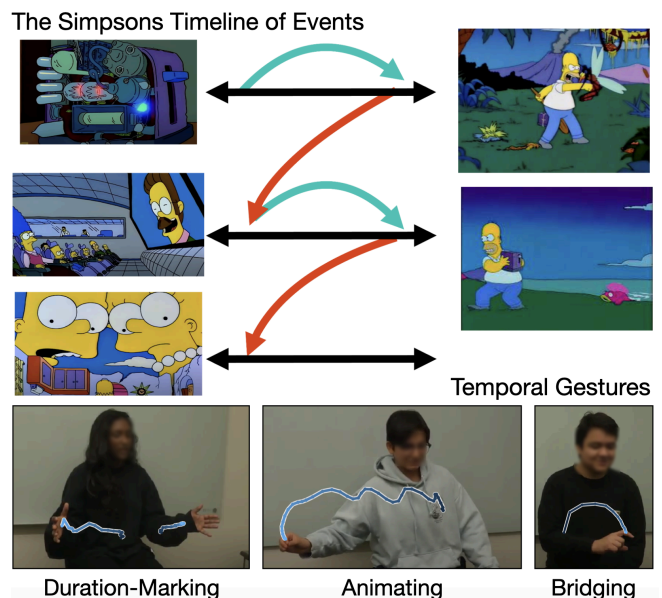 The Simpsons Timeline of Events
Temporal Gestures
Duration-Marking
Animating
Bridging